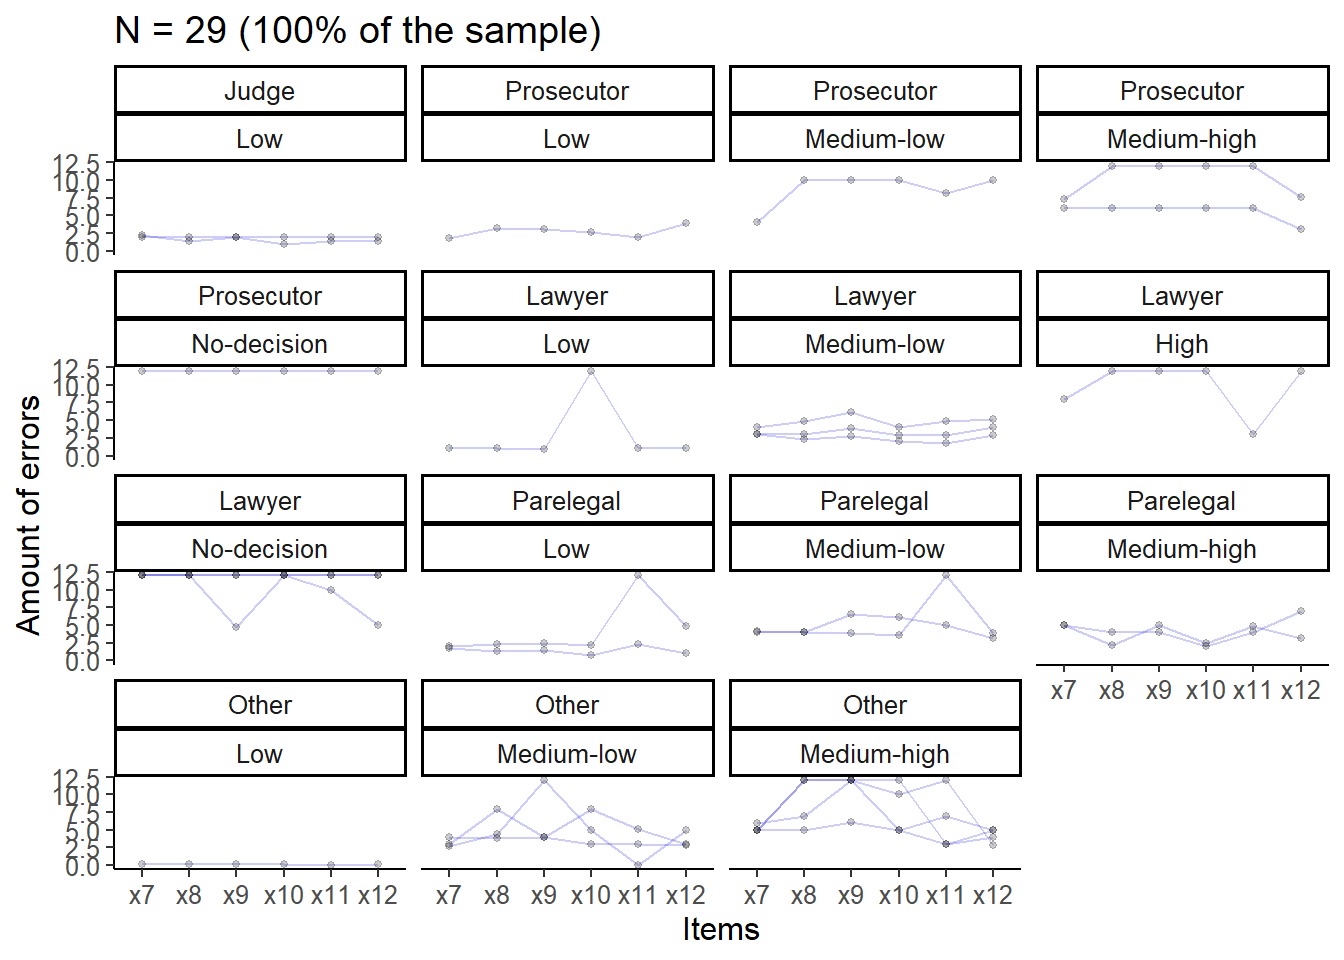 N = 29 (100% of the sample)
Judge
Low
Prosecutor
Low
Prosecutor
Medium-low
Prosecutor
Medium-high
12.5
10.0
7.5
5.0
2.5
0.0
Prosecutor
No-decision
Lawyer
Low
Lawyer
Medium-low
Lawyer
High
12.5
10.0
7.5
5.0
2.5
0.0
Amount of errors
Lawyer
No-decision
Parelegal
Low
Parelegal
Medium-low
Parelegal
Medium-high
12.5
10.0
7.5
5.0
2.5
0.0
x7 x8 x9 x10 x11 x12
Other
Low
Other
Medium-low
Other
Medium-high
12.5
10.0
7.5
5.0
2.5
0.0
x7 x8 x9 x10 x11 x12
x7 x8 x9 x10 x11 x12
x7 x8 x9 x10 x11 x12
Items